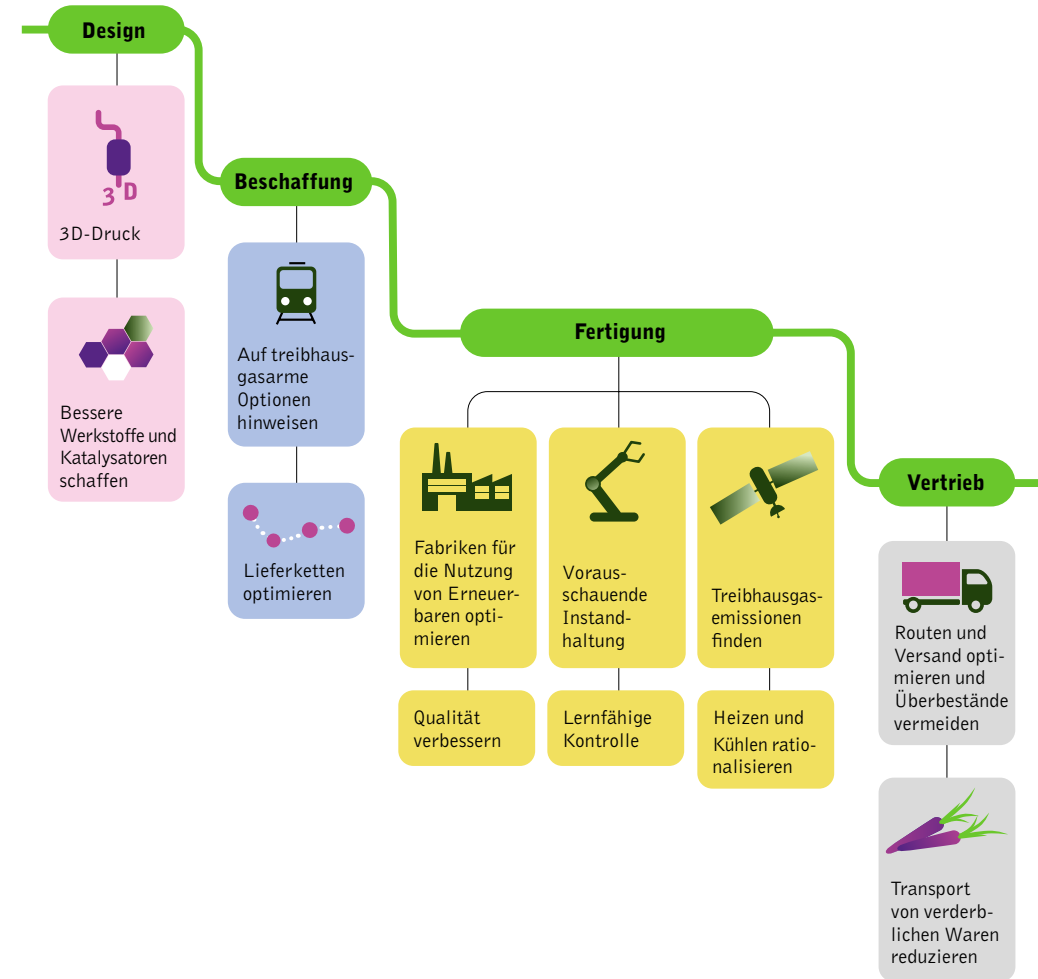 Design
3D
3D-Druck
Bessere
Werkstoffe und
Katalysatoren
schaffen
Beschaffung
Auf treibhaus-
gasarme
Optionen
hinweisen
Lieferketten
optimieren
Fertigung
Fabriken für
die Nutzung
von Erneuer-
baren opti-
mieren
Qualität
verbessern
Voraus-
schauende
Instand-
haltung
Lernfähige
Kontrolle
Treibhausgas-
emissionen
finden
Heizen und
Kühlen ratio-
nalisieren
Vertrieb
Routen und
Versand opti-
mieren und
Überbestände
vermeiden
Transport
von verderb-
lichen Waren
reduzieren